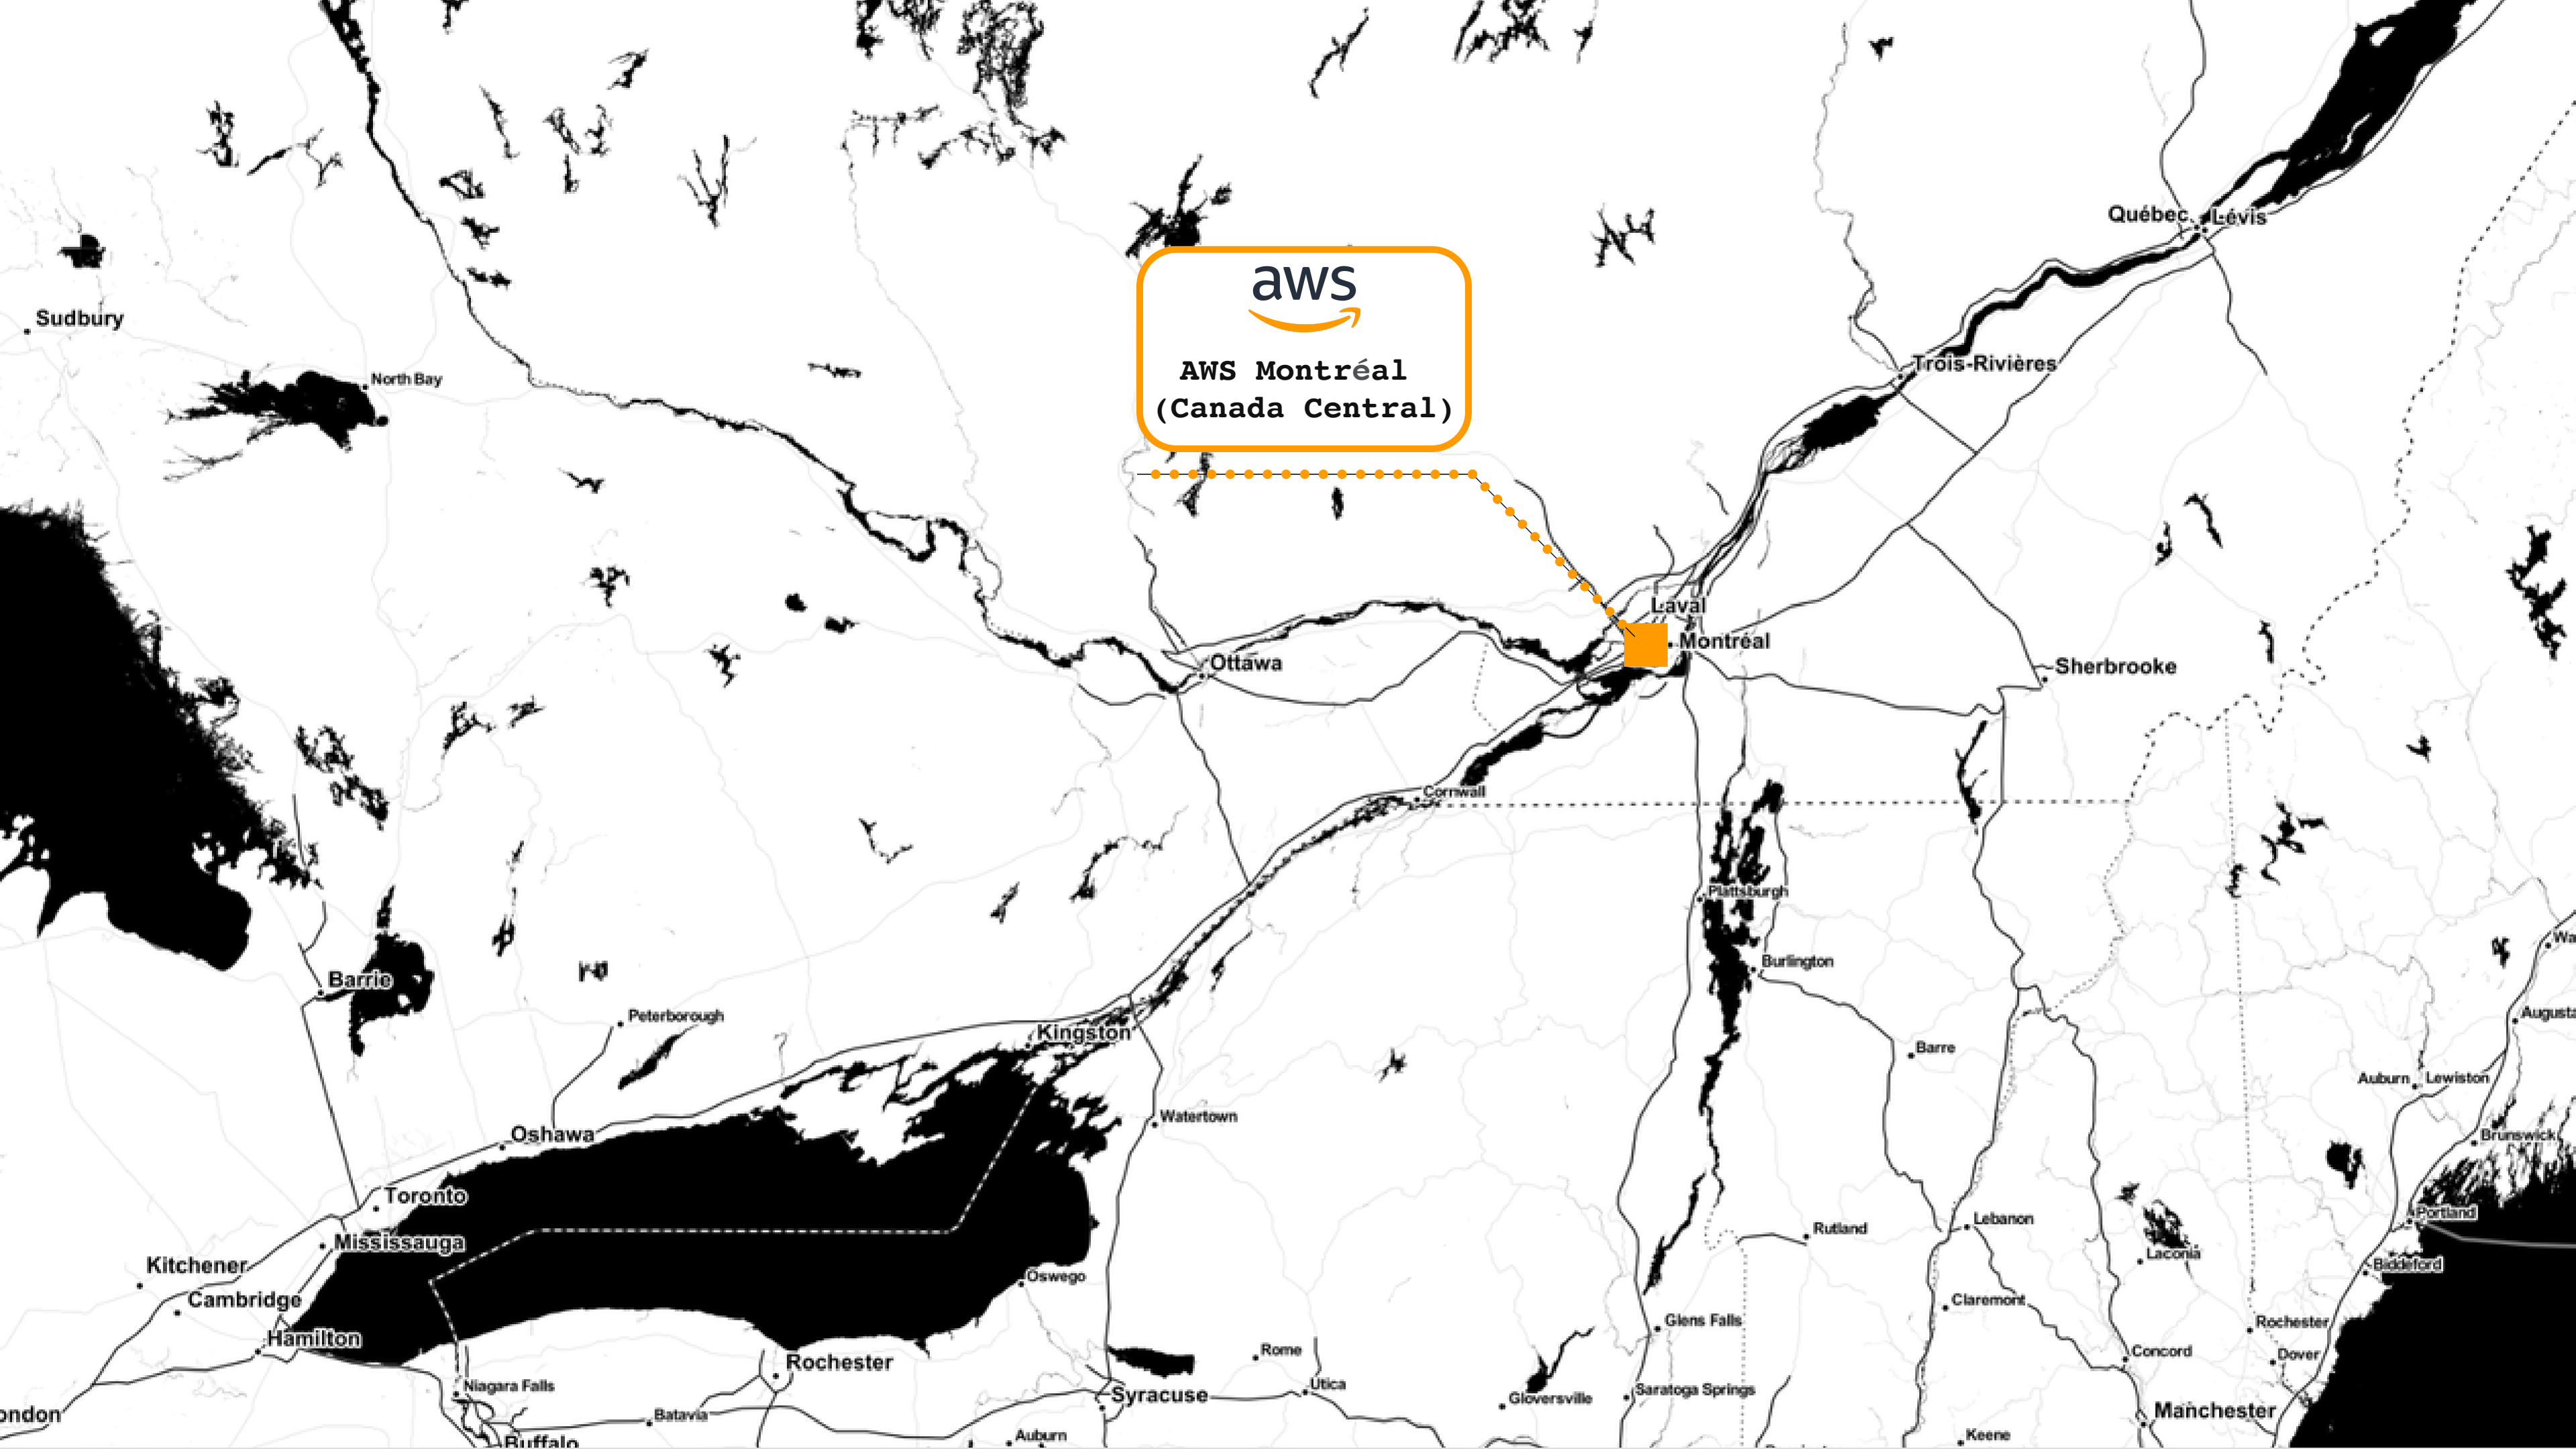 Québec
Lévis
aws
Sudbury
AWS Montréal
(Canada Central)
Trois-Rivières
North Bay
Laval
Montréal
Ottawa
Sherbrooke
Cornwall
Plattsburgh
Burlington
Barrie
Peterborough
Kingston
Augusta
Barre
Auburn
Lewiston
Watertown
Oshawa
Brunswick
Toronto
Portland
Lebanon
Rutland
Mississauga
Laconia
Kitchener
Biddeford
Oswego
Cambridge
Claremont
Glens Falls
Rochester
Hamilton
Rome
Concord
Dover
Rochester
Niagara Falls
Utica
Saratoga Springs
Syracuse
Gloversville
Manchester
ondon
Batavia
Auburn
Keene
Buffalo